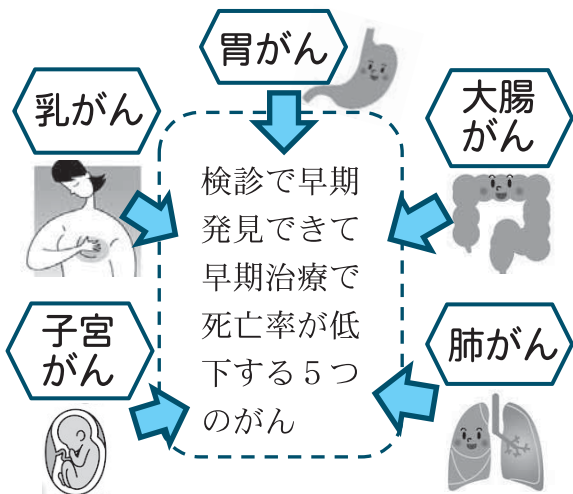 胃がん
乳がん
大腸
がん
検診で早期
発見できて
早期治療で
死亡率が低
下する５つ
のがん
子宮
がん
肺がん